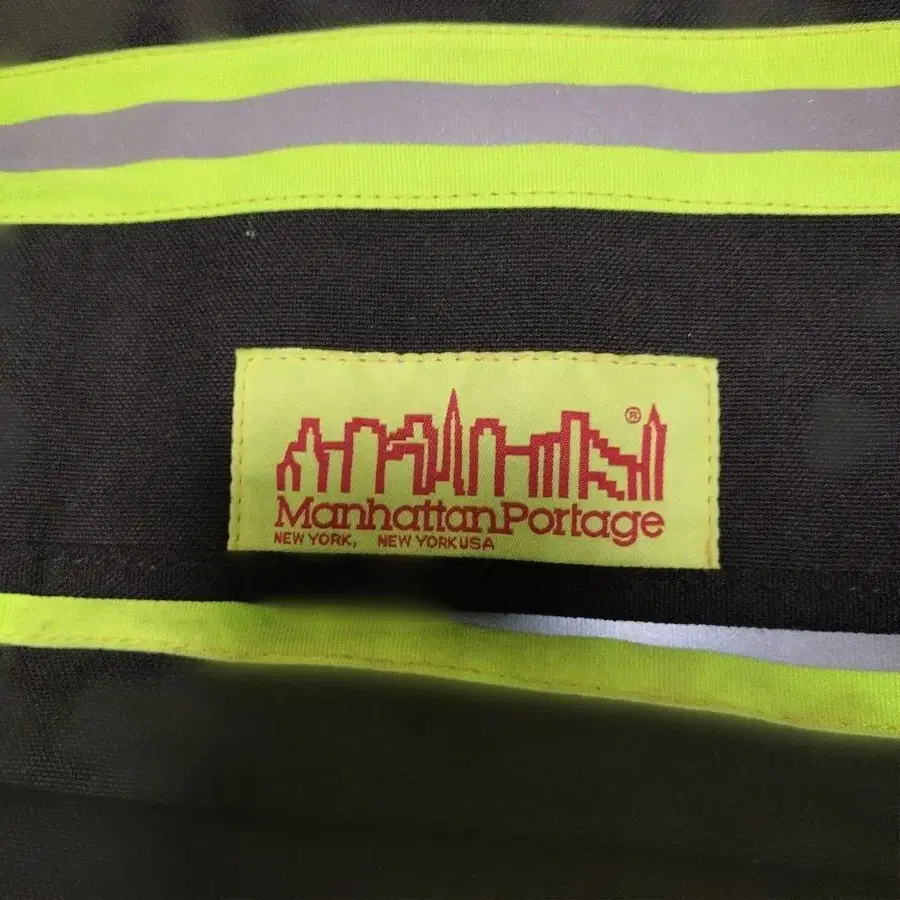 ®
ManhattanPortage
NEW YORK, NEW YORK USA